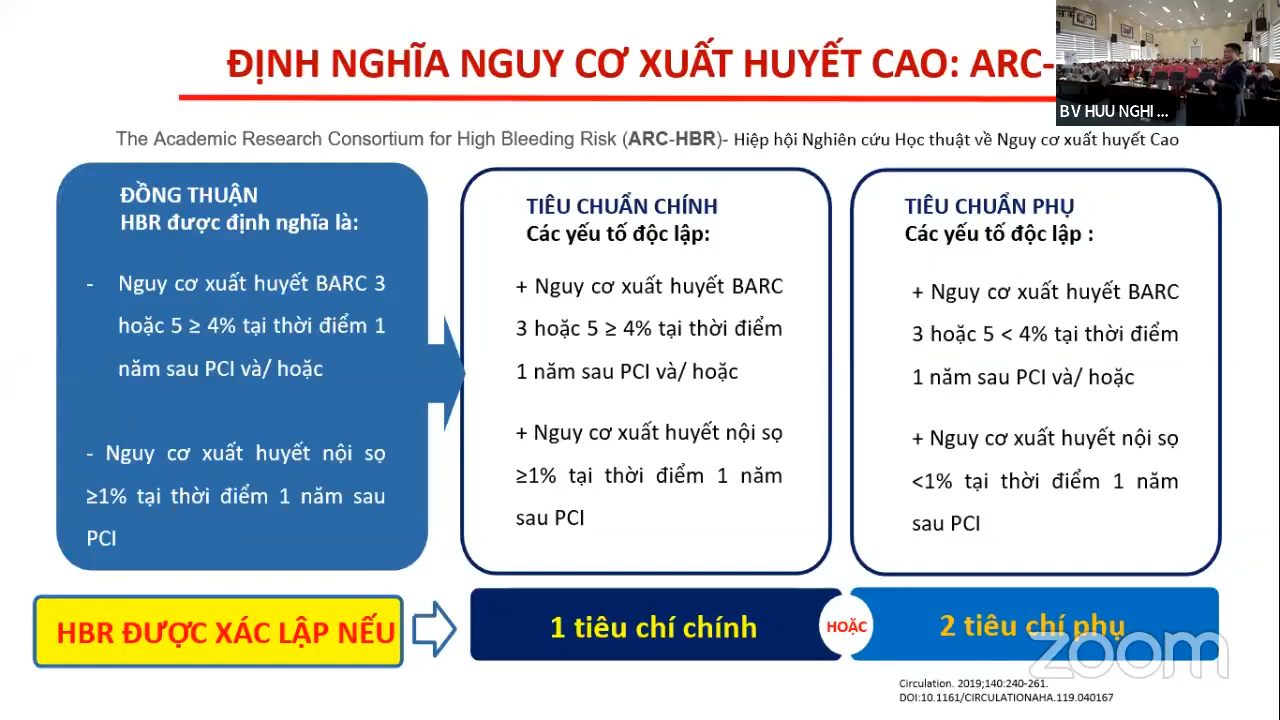 ĐỊNH NGHĨA NGUY CƠ XUẤT HUYẾT CAO: ARC-
BV HUU NGHI ...
The Academic Research Consortium for High Bleeding Risk (ARC-HBR)- Hiệp hội Nghiên cứu Học thuật về Nguy cơ xuất huyết Cao
ĐỒNG THUẬN
HBR được định nghĩa là:
- Nguy cơ xuất huyết BARC 3
hoặc 5 ≥ 4% tại thời điểm 1
năm sau PCI và/ hoặc
- Nguy cơ xuất huyết nội sọ
≥1% tại thời điểm 1 năm sau
PCI
TIÊU CHUẨN CHÍNH
Các yếu tố độc lập:
+ Nguy cơ xuất huyết BARC
3 hoặc 5 ≥ 4% tại thời điểm
1 năm sau PCI và/ hoặc
+ Nguy cơ xuất huyết nội sọ
≥1% tại thời điểm 1 năm
sau PCI
TIÊU CHUẨN PHỤ
Các yếu tố độc lập :
+ Nguy cơ xuất huyết BARC
3 hoặc 5 < 4% tại thời điểm
1 năm sau PCI và/ hoặc
+ Nguy cơ xuất huyết nội sọ
<1% tại thời điểm 1 năm
sau PCI
HBR ĐƯỢC XÁC LẬP NẾU
1 tiêu chí chính
HOẶC
2 tiêu chí phụ
zoom
Circulation. 2019;140:240-261.
DOI:10.1161/CIRCULATIONAHA.119.040167